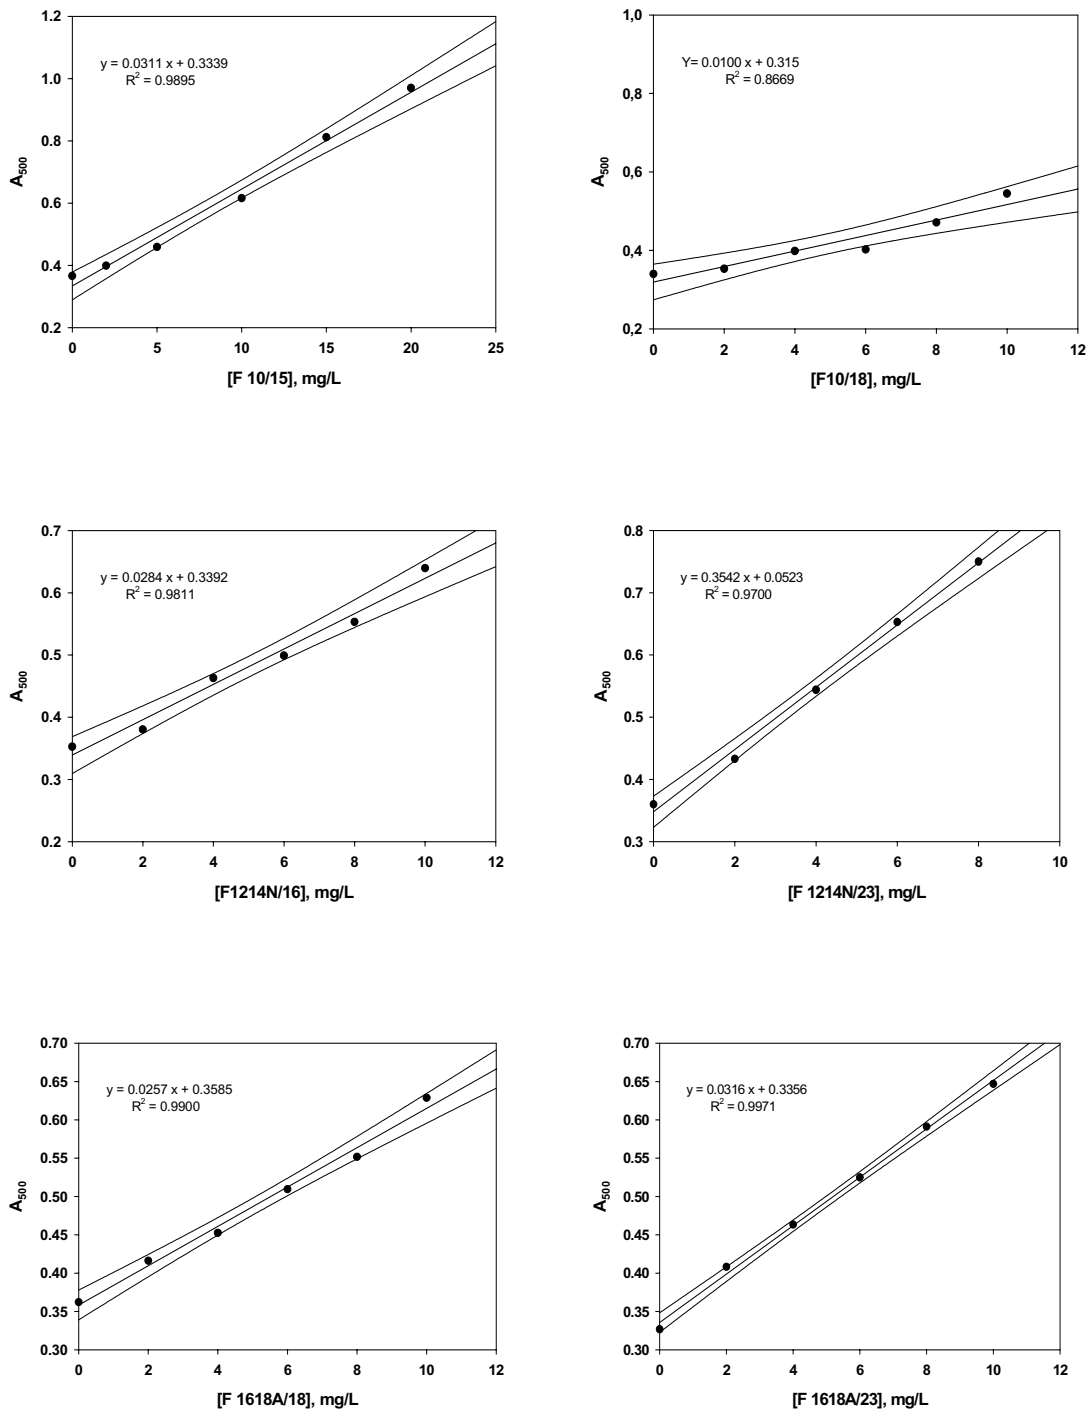 y = 0.0311 x + 0.3339
R² = 0.9895
1.2
1.0
0.8
0.6
0.4
0.2
A₅₀₀
0 5 10 15 20 25
[F 10/15], mg/L
Y= 0.0100 x + 0.315
R² = 0.8669
1,0
0,8
0,6
0,4
0,2
A₅₀₀
0 2 4 6 8 10 12
[F10/18], mg/L
y = 0.0284 x + 0.3392
R² = 0.9811
0.7
0.6
0.5
0.4
0.3
0.2
A₅₀₀
0 2 4 6 8 10 12
[F1214N/16], mg/L
y = 0.3542 x + 0.0523
R² = 0.9700
0.8
0.7
0.6
0.5
0.4
0.3
A₅₀₀
0 2 4 6 8 10
[F 1214N/23], mg/L
y = 0.0257 x + 0.3585
R² = 0.9900
0.70
0.65
0.60
0.55
0.50
0.45
0.40
0.35
0.30
A₅₀₀
0 2 4 6 8 10 12
[F 1618A/18], mg/L
y = 0.0316 x + 0.3356
R² = 0.9971
0.70
0.65
0.60
0.55
0.50
0.45
0.40
0.35
0.30
A₅₀₀
0 2 4 6 8 10 12
[F 1618A/23], mg/L